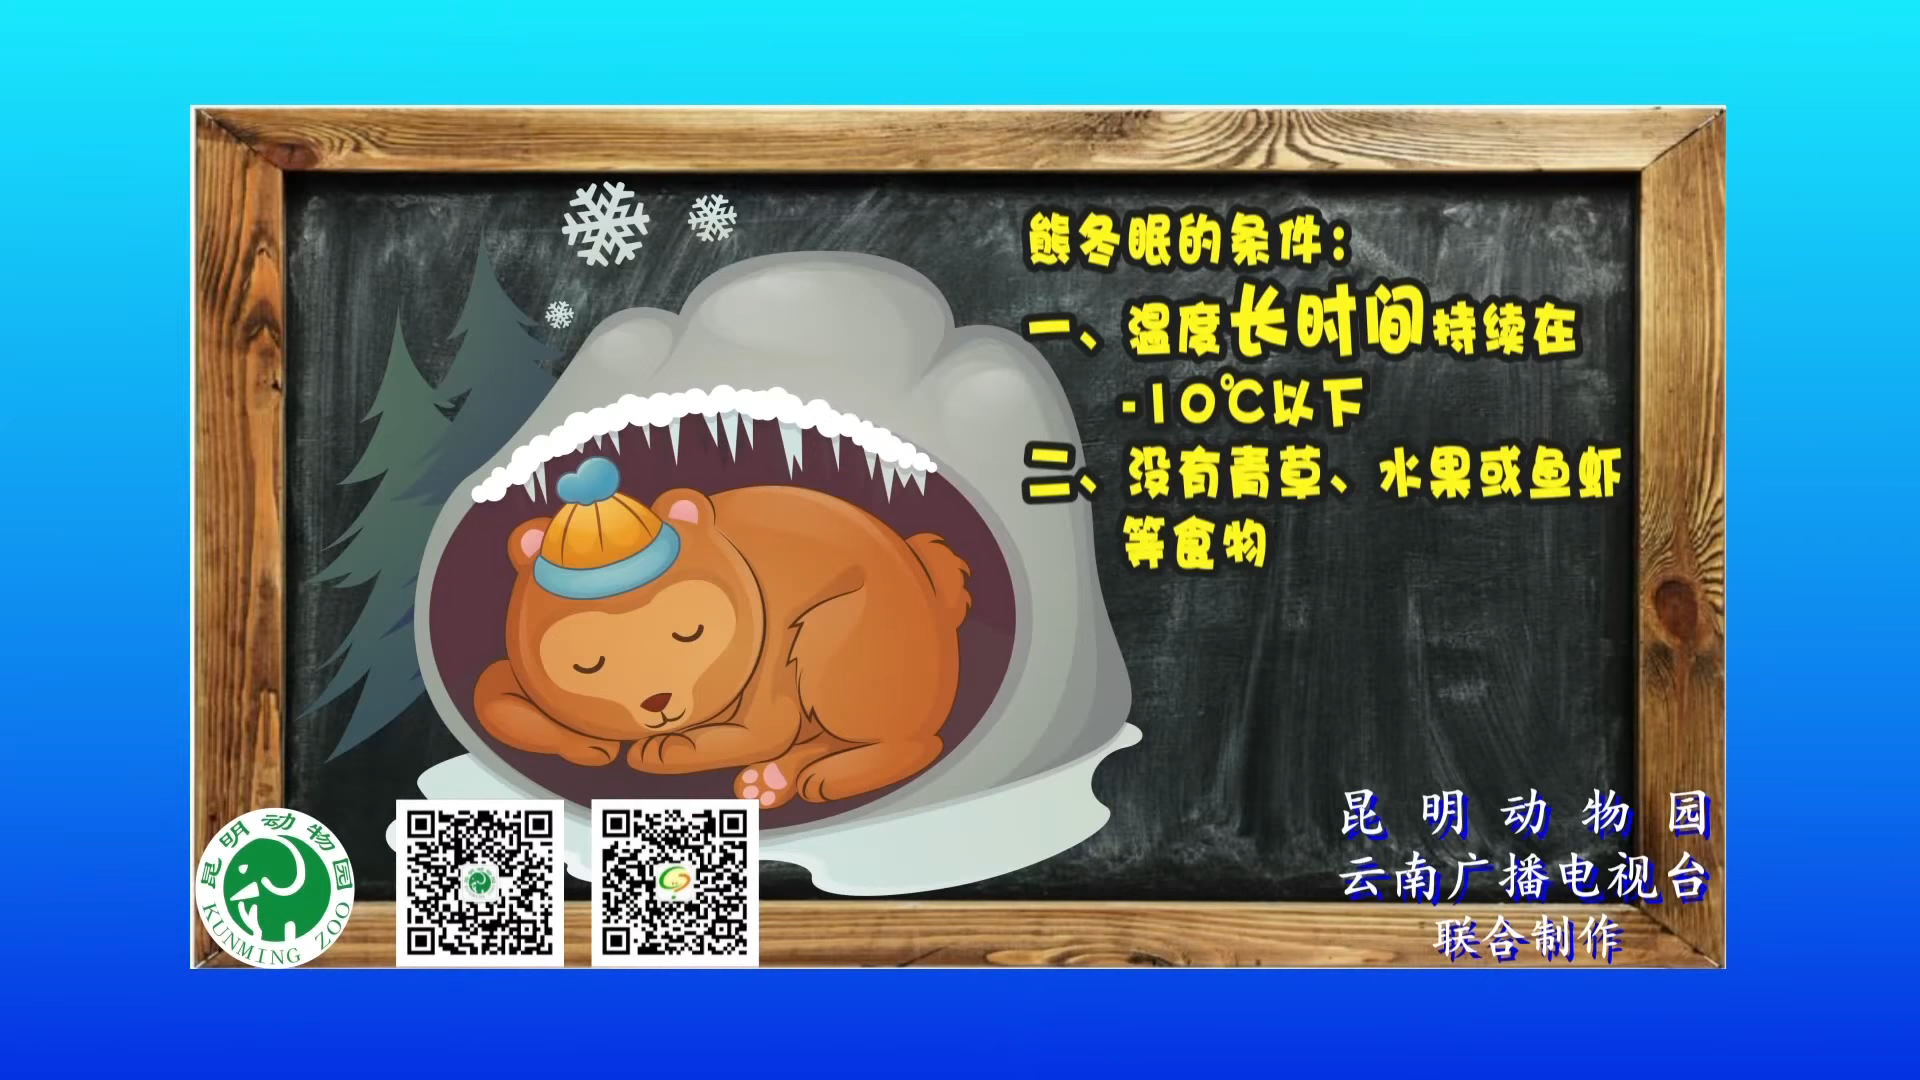 熊冬眠的条件：
一、温度长时间持续在
-10℃以下
二、没有青草、水果或鱼虾
等食物
昆明动物园
KUNMING ZOO
昆明动物园
云南广播电视台
联合制作